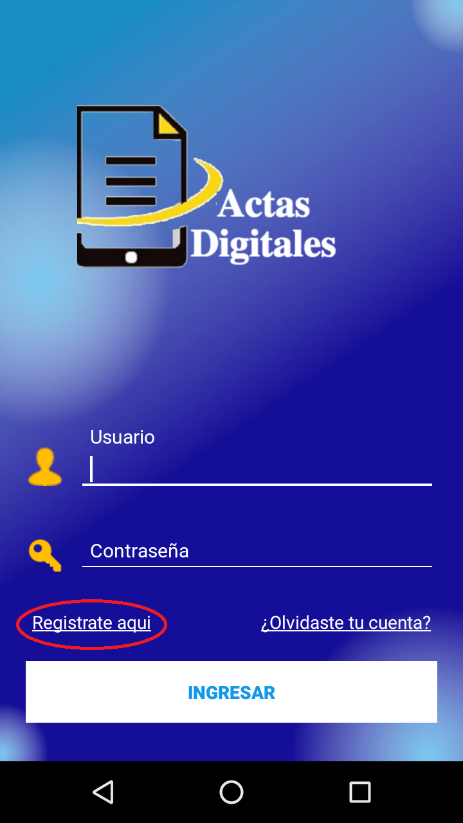 Actas
Digitales
Usuario
Contraseña
Registrate aqui
¿Olvidaste tu cuenta?
INGRESAR